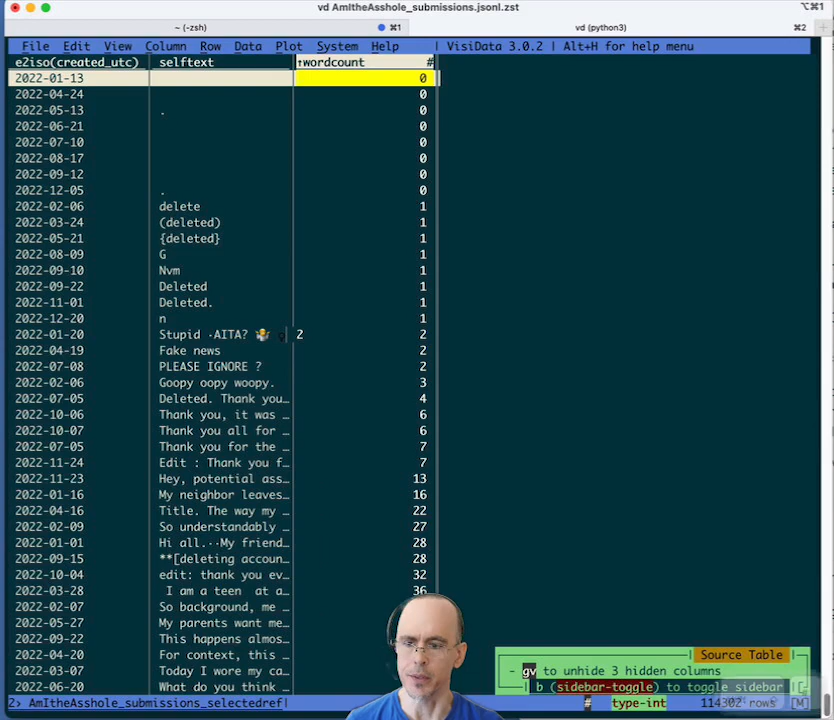 vd AmItheAsshole_submissions.jsonl.zst ⌥⌘1
~ (-zsh) ⌘1 vd (python3) ⌘2
File Edit View Column Row Data Plot System Help | VisiData 3.0.2 | Alt+H for help menu
e2iso(created_utc) selftext ↑wordcount #
2022-01-13 0
2022-04-24 0
2022-05-13 . 0
2022-06-21 0
2022-07-10 0
2022-08-17 0
2022-09-12 0
2022-12-05 . 0
2022-02-06 delete 1
2022-03-24 (deleted) 1
2022-05-21 {deleted} 1
2022-08-09 G 1
2022-09-10 Nvm 1
2022-09-22 Deleted 1
2022-11-01 Deleted. 1
2022-12-20 n 1
2022-01-20 Stupid ·AITA? 🤷 2 2
2022-04-19 Fake news 2
2022-07-08 PLEASE IGNORE ? 2
2022-02-06 Goopy oopy woopy. 3
2022-07-05 Deleted. Thank you… 4
2022-10-06 Thank you, it was … 6
2022-10-07 Thank you all for … 6
2022-07-05 Thank you for the … 7
2022-11-24 Edit : Thank you f… 7
2022-11-23 Hey, potential ass… 13
2022-01-16 My neighbor leaves… 16
2022-04-16 Title. The way my … 22
2022-02-09 So understandably … 27
2022-01-01 Hi all.··My friend… 28
2022-09-15 **[deleting accoun… 28
2022-10-04 edit: thank you ev… 32
2022-03-28 I am a teen at a… 36
2022-02-07 So background, me …
2022-05-27 My parents want me…
2022-09-22 This happens almos…
2022-04-20 For context, this …
2022-03-07 Today I wore my ca…
2022-06-20 What do you think …
Source Table
- gv to unhide 3 hidden columns
b (sidebar-toggle) to toggle sidebar
2> AmItheAsshole_submissions_selectedref| # type-int 114302 rows [M]